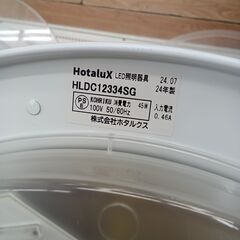 HotaluX LED照明器具 24.07
HLDC12334SG 24年製
PS E KOHRIKU 消費電力 45W 入力電流
100V 50/60Hz 0.46A
株式会社ホタルクス